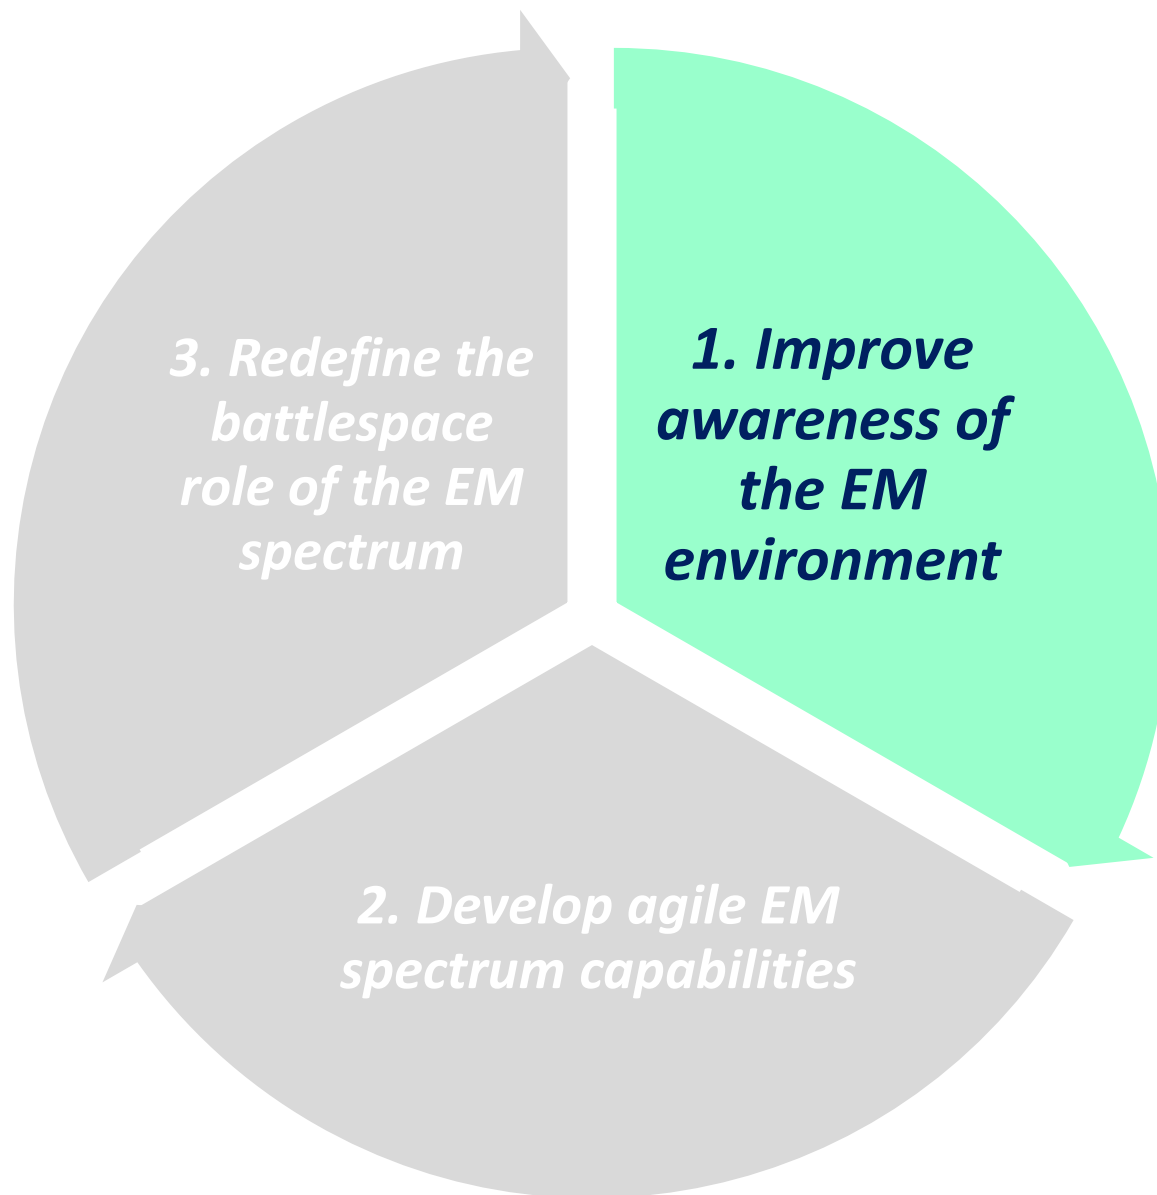 1. Improve
awareness of
the EM
environment
2. Develop agile EM
spectrum capabilities
3. Redefine the
battlespace
role of the EM
spectrum